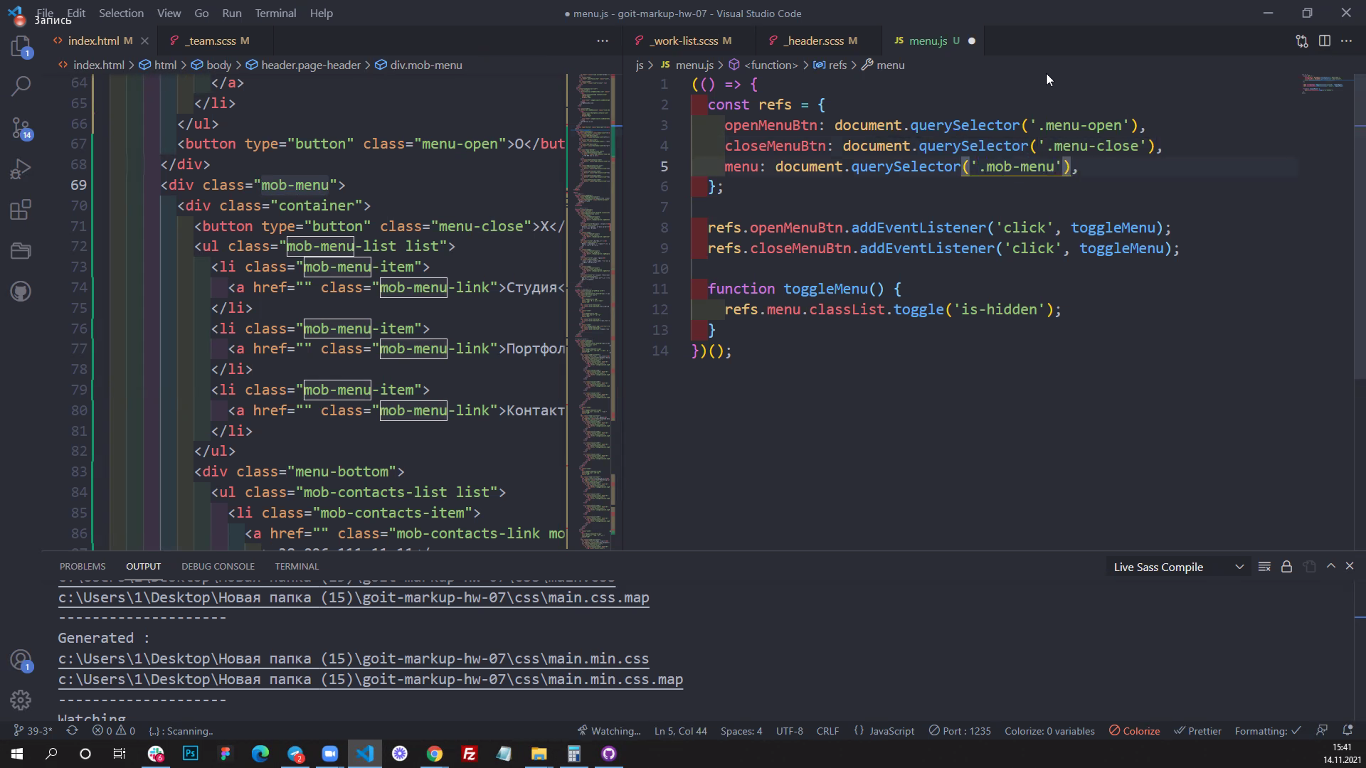 File Edit Selection View Go Run Terminal Help
● menu.js - goit-markup-hw-07 - Visual Studio Code
Запись
index.html M
_team.scss M
_work-list.scss M
_header.scss M
menu.js U
index.html > html > body > header.page-header > div.mob-menu
js > menu.js > <function> > refs > menu
64 </a>
65 </li>
66 </ul>
67 <button type="button" class="menu-open">O</but
68 </div>
69 <div class="mob-menu">
70 <div class="container">
71 <button type="button" class="menu-close">X</
72 <ul class="mob-menu-list list">
73 <li class="mob-menu-item">
74 <a href="" class="mob-menu-link">Студия<
75 </li>
76 <li class="mob-menu-item">
77 <a href="" class="mob-menu-link">Портфол
78 </li>
79 <li class="mob-menu-item">
80 <a href="" class="mob-menu-link">Контакт
81 </li>
82 </ul>
83 <div class="menu-bottom">
84 <ul class="mob-contacts-list list">
85 <li class="mob-contacts-item">
86 <a href="" class="mob-contacts-link mo
1 (() => {
2 const refs = {
3 openMenuBtn: document.querySelector('.menu-open'),
4 closeMenuBtn: document.querySelector('.menu-close'),
5 menu: document.querySelector('.mob-menu'),
6 };
7
8 refs.openMenuBtn.addEventListener('click', toggleMenu);
9 refs.closeMenuBtn.addEventListener('click', toggleMenu);
10
11 function toggleMenu() {
12 refs.menu.classList.toggle('is-hidden');
13 }
14 })();
PROBLEMS OUTPUT DEBUG CONSOLE TERMINAL
Live Sass Compile
c:\Users\1\Desktop\Новая папка (15)\goit-markup-hw-07\css\main.css
c:\Users\1\Desktop\Новая папка (15)\goit-markup-hw-07\css\main.css.map
--------------------
Generated :
c:\Users\1\Desktop\Новая папка (15)\goit-markup-hw-07\css\main.min.css
c:\Users\1\Desktop\Новая папка (15)\goit-markup-hw-07\css\main.min.css.map
--------------------
Watching
39-3* 0 0 {..} : Scanning.. Watching... Ln 5, Col 44 Spaces: 4 UTF-8 CRLF JavaScript Port : 1235 Colorize: 0 variables Colorize Prettier Formatting:
15:41
14.11.2021